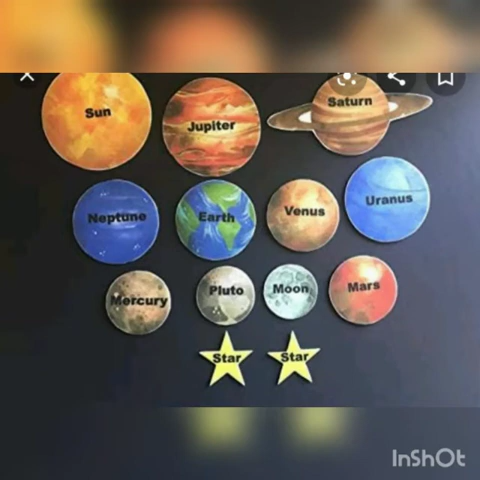 Sun
Jupiter
Saturn
Neptune
Earth
Venus
Uranus
Mercury
Pluto
Moon
Mars
Star
Star
InShOt